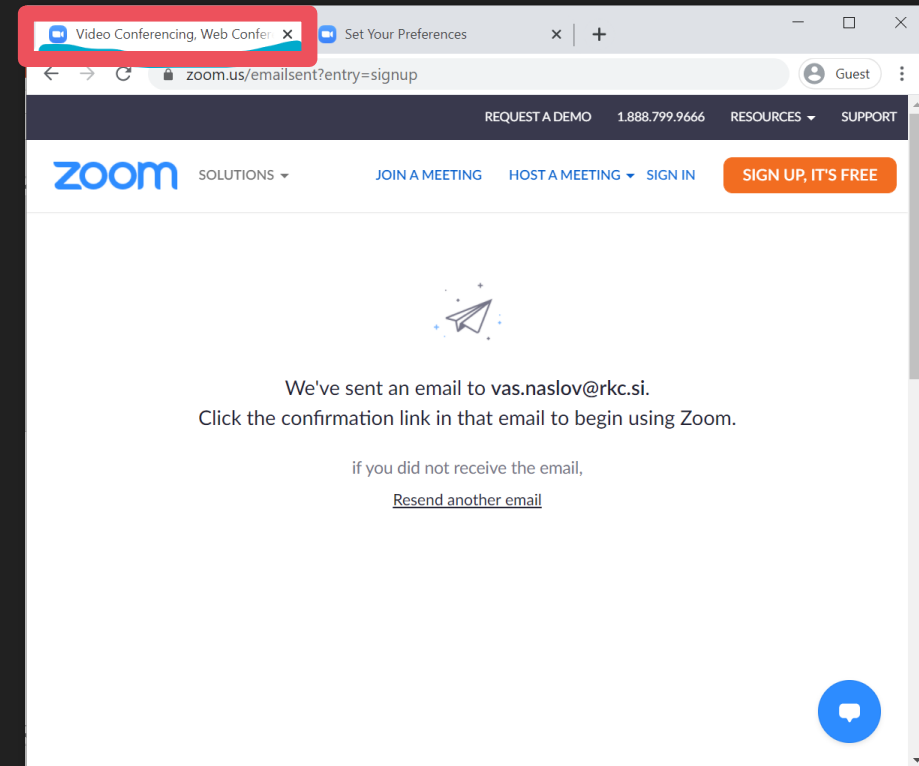 Video Conferencing, Web Confer
Set Your Preferences
zoom.us/emailsent?entry=signup
Guest
REQUEST A DEMO
1.888.799.9666
RESOURCES
SUPPORT
zoom
SOLUTIONS
JOIN A MEETING
HOST A MEETING
SIGN IN
SIGN UP, IT'S FREE
We've sent an email to vas.naslov@rkc.si.
Click the confirmation link in that email to begin using Zoom.
if you did not receive the email,
Resend another email